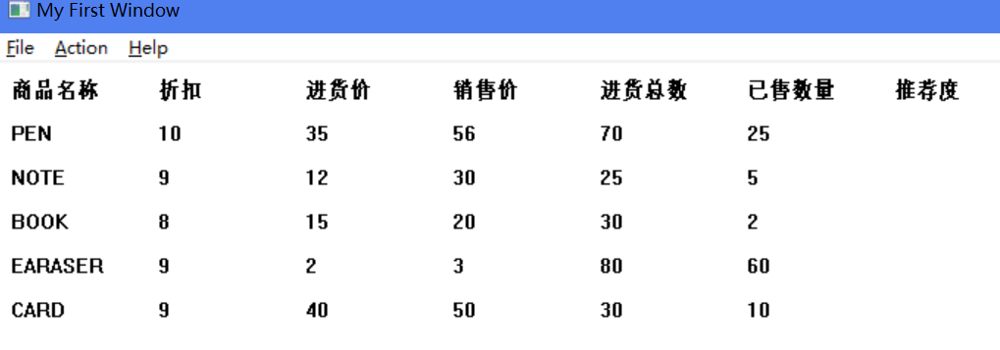 My First Window
File Action Help
商品名称 折扣 进货价 销售价 进货总数 已售数量 推荐度
PEN 10 35 56 70 25
NOTE 9 12 30 25 5
BOOK 8 15 20 30 2
EARASER 9 2 3 80 60
CARD 9 40 50 30 10